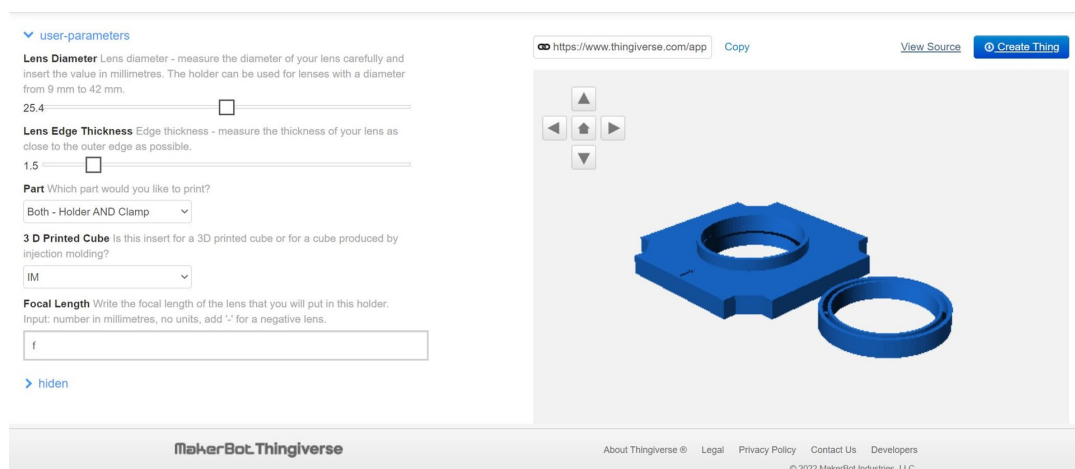 user-parameters
Lens Diameter Lens diameter - measure the diameter of your lens carefully and
insert the value in millimetres. The holder can be used for lenses with a diameter
from 9 mm to 42 mm.
25.4
Lens Edge Thickness Edge thickness - measure the thickness of your lens as
close to the outer edge as possible.
1.5
Part Which part would you like to print?
Both - Holder AND Clamp
3 D Printed Cube Is this insert for a 3D printed cube or for a cube produced by
injection molding?
IM
Focal Length Write the focal length of the lens that you will put in this holder.
Input: number in millimetres, no units, add '-' for a negative lens.
f
hiden
https://www.thingiverse.com/app Copy View Source Create Thing
MakerBot Thingiverse
About Thingiverse ® Legal Privacy Policy Contact Us Developers
© 2022 MakerBot Industries, LLC